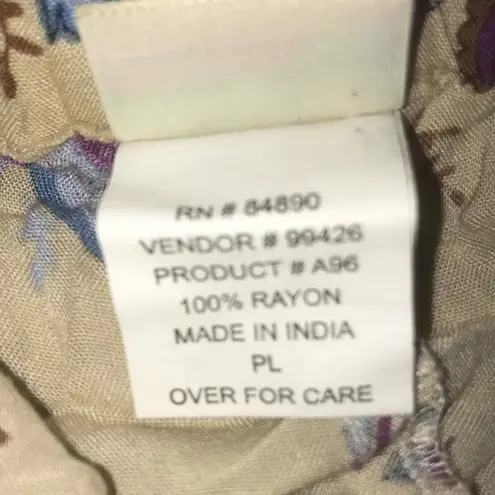 RN # 84890
VENDOR # 99426
PRODUCT # A96
100% RAYON
MADE IN INDIA
PL
OVER FOR CARE